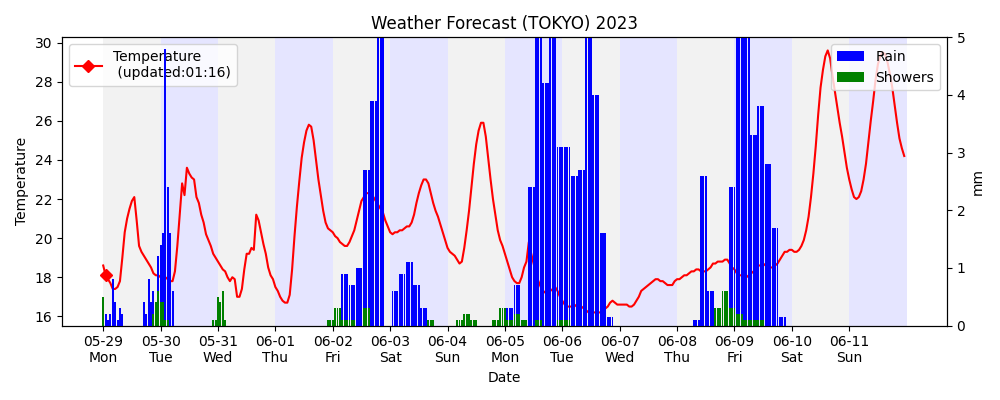 Weather Forecast (TOKYO) 2023
Temperature
(updated:01:16)
Rain
Showers
Temperature
30
28
26
24
22
20
18
16
5
4
3
2
1
0
mm
05-29 05-30 05-31 06-01 06-02 06-03 06-04 06-05 06-06 06-07 06-08 06-09 06-10 06-11
Mon Tue Wed Thu Fri Sat Sun Mon Tue Wed Thu Fri Sat Sun
Date